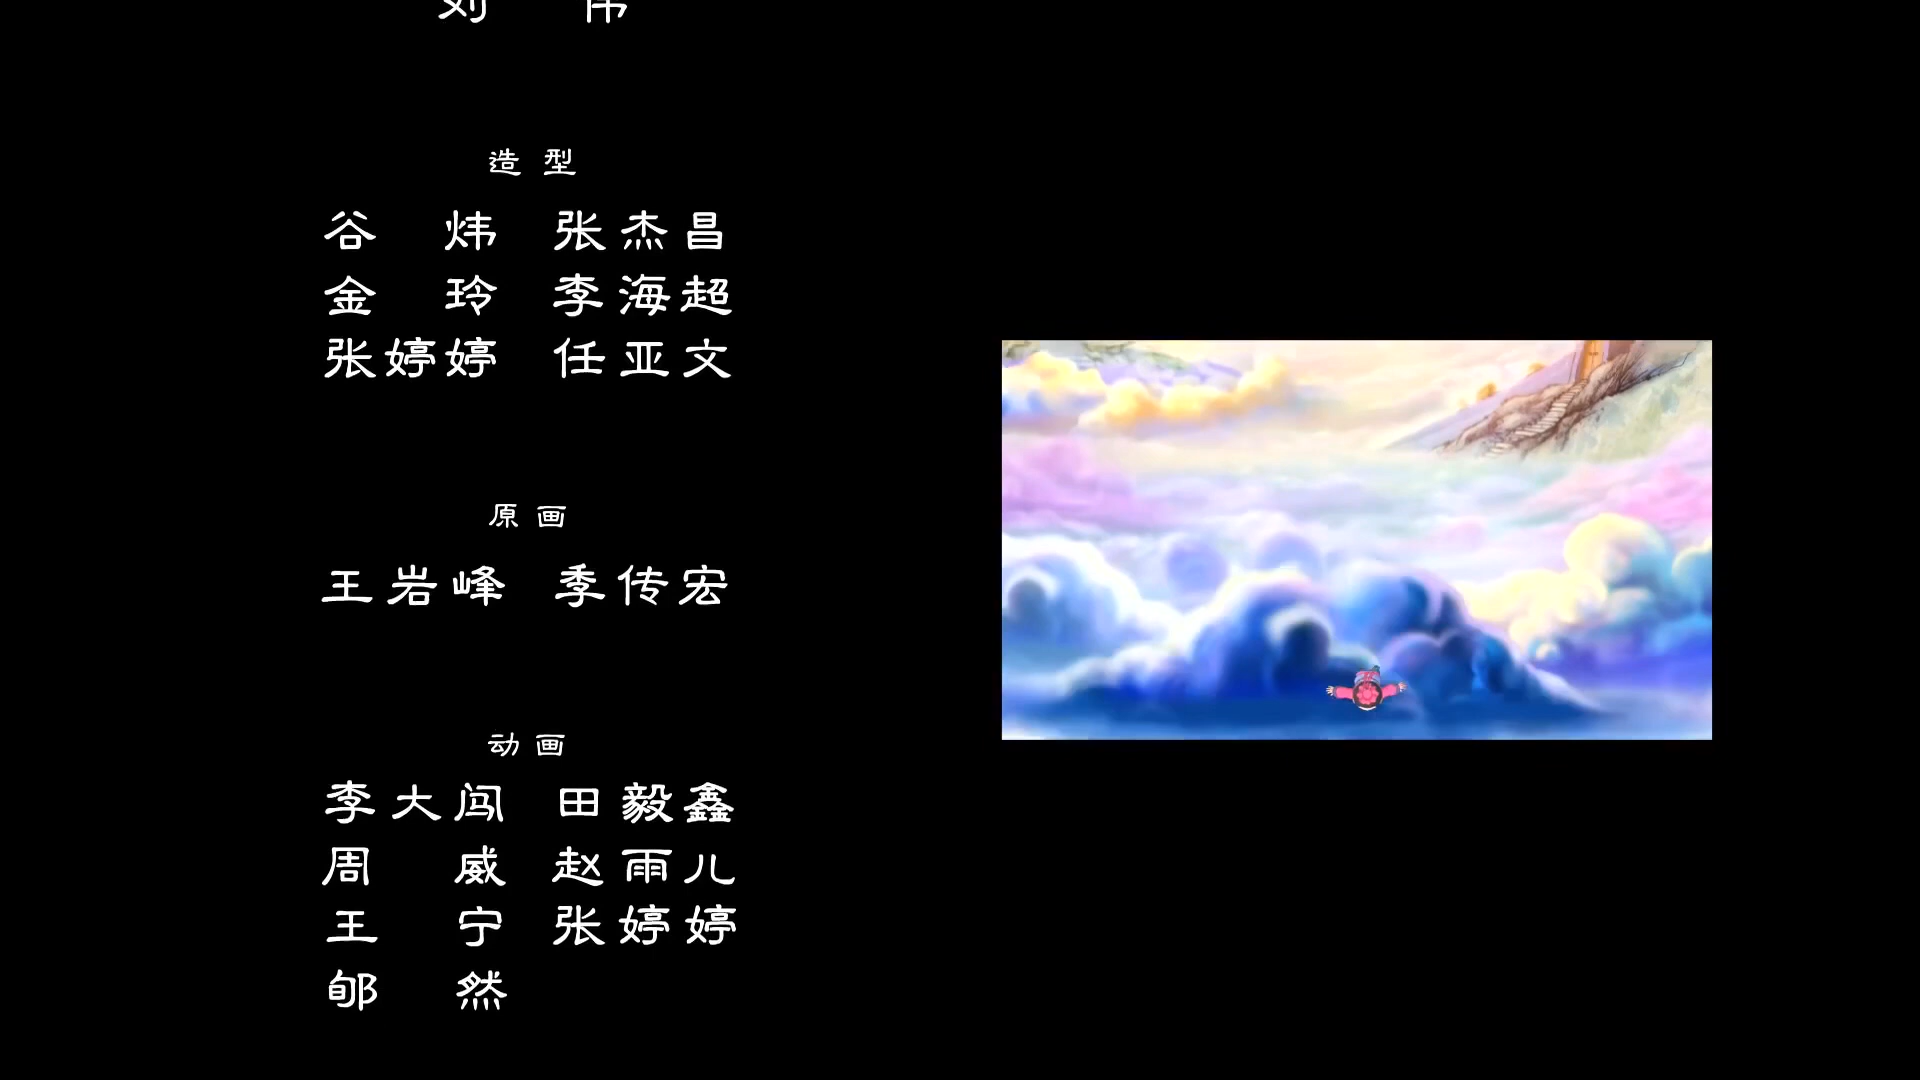 刘 伟
造 型
谷 炜 张杰昌
金 玲 李海超
张婷婷 任亚文
原 画
王岩峰 季传宏
动 画
李大闯 田毅鑫
周 威 赵雨儿
王 宁 张婷婷
郇 然